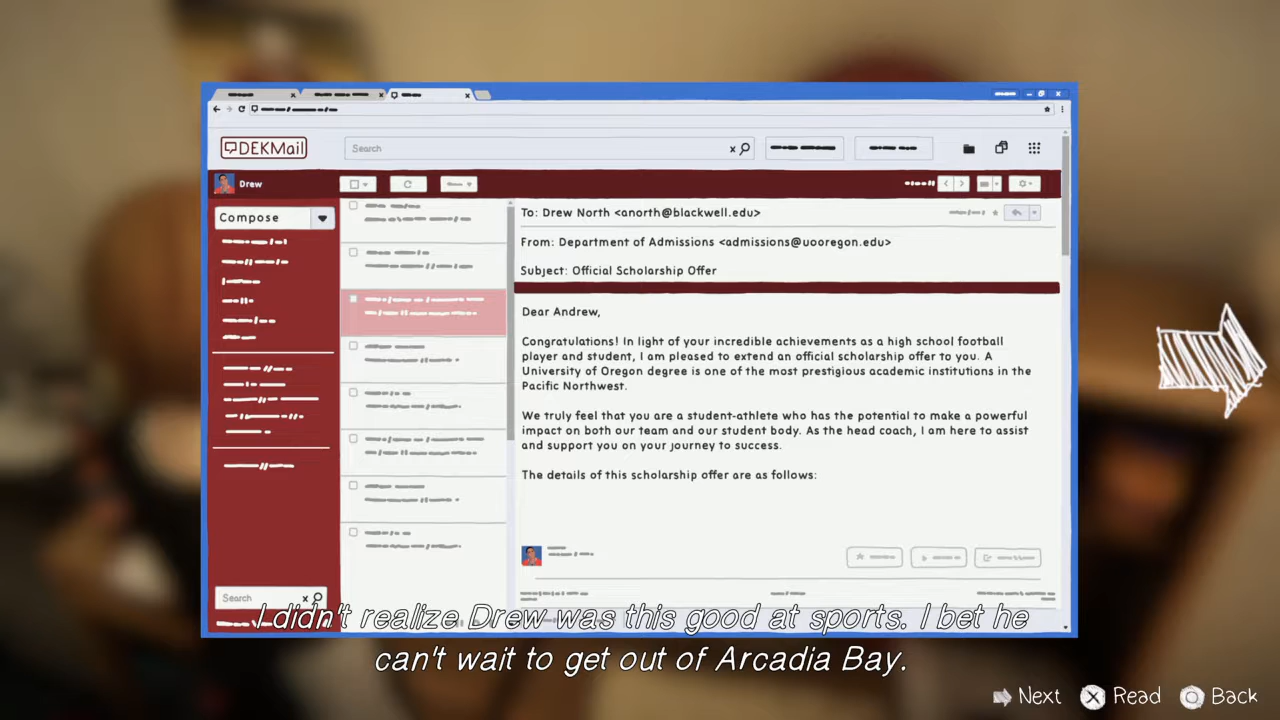 DEKMail
Search
Drew
Compose
To: Drew North <anorth@blackwell.edu>
From: Department of Admissions <admissions@uooregon.edu>
Subject: Official Scholarship Offer
Dear Andrew,
Congratulations! In light of your incredible achievements as a high school football
player and student, I am pleased to extend an official scholarship offer to you. A
University of Oregon degree is one of the most prestigious academic institutions in the
Pacific Northwest.
We truly feel that you are a student-athlete who has the potential to make a powerful
impact on both our team and our student body. As the head coach, I am here to assist
and support you on your journey to success.
The details of this scholarship offer are as follows:
Search
I didn't realize Drew was this good at sports. I bet he
can't wait to get out of Arcadia Bay.
Next Read Back